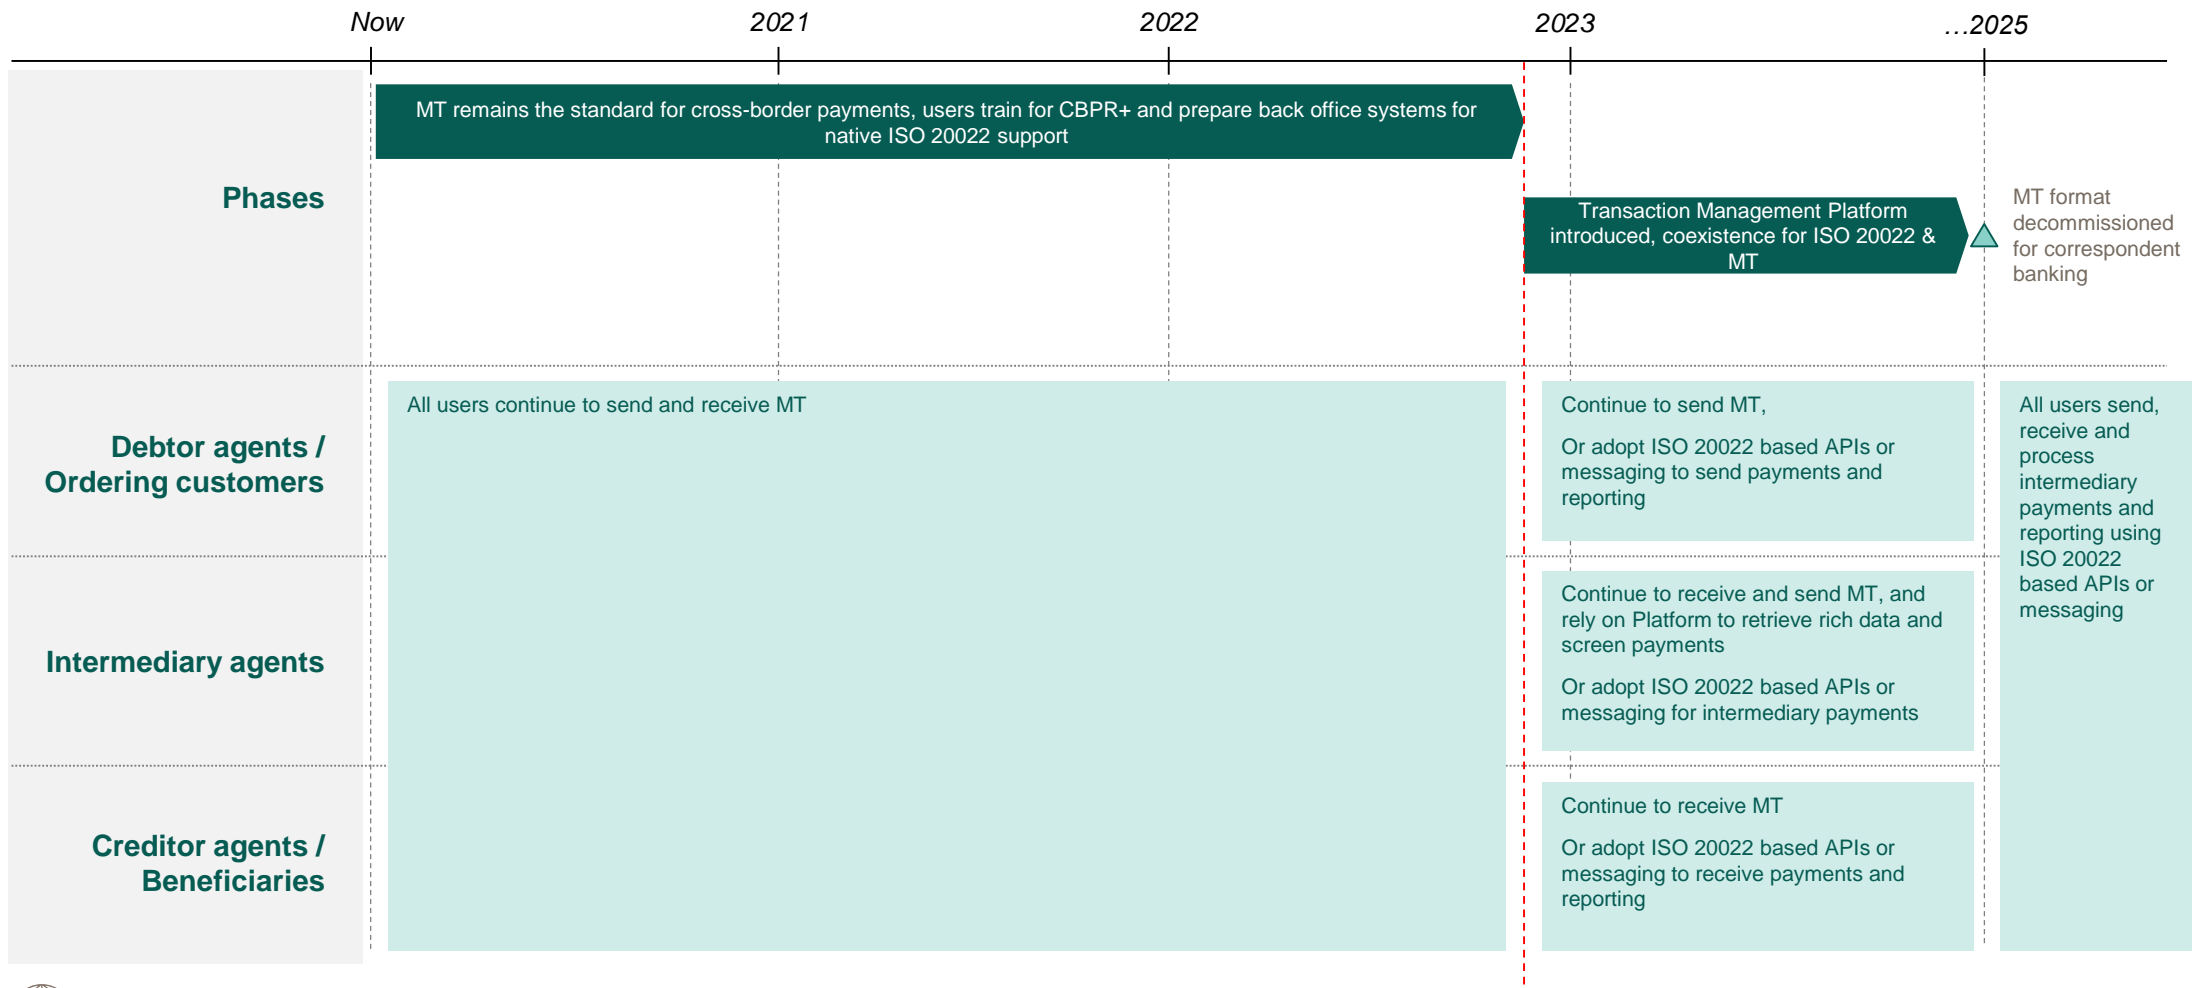 Now
2021
2022
2023
…2025
MT remains the standard for cross-border payments, users train for CBPR+ and prepare back office systems for
native ISO 20022 support
Phases
Transaction Management Platform
introduced, coexistence for ISO 20022 &
MT
MT format
decommissioned
for correspondent
banking
Debtor agents /
Ordering customers
All users continue to send and receive MT
Continue to send MT,
Or adopt ISO 20022 based APIs or
messaging to send payments and
reporting
All users send,
receive and
process
intermediary
payments and
reporting using
ISO 20022
based APIs or
messaging
Intermediary agents
Continue to receive and send MT, and
rely on Platform to retrieve rich data and
screen payments
Or adopt ISO 20022 based APIs or
messaging for intermediary payments
Creditor agents /
Beneficiaries
Continue to receive MT
Or adopt ISO 20022 based APIs or
messaging to receive payments and
reporting